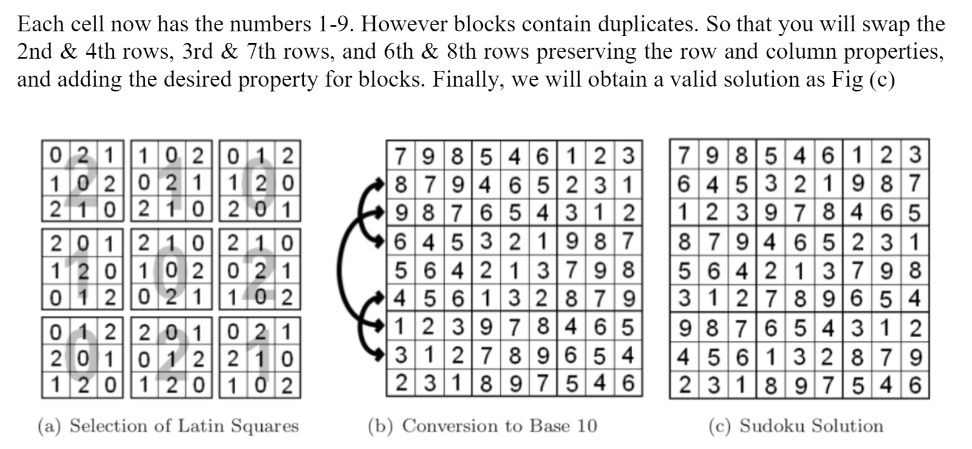 Each cell now has the numbers 1-9. However blocks contain duplicates. So that you will swap the
2nd & 4th rows, 3rd & 7th rows, and 6th & 8th rows preserving the row and column properties,
and adding the desired property for blocks. Finally, we will obtain a valid solution as Fig (c)
0 2 1 1 0 2 0 1 2
1 0 2 0 2 1 1 2 0
2 1 0 2 1 0 2 0 1
2 0 1 2 1 0 2 1 0
1 2 0 1 0 2 0 2 1
0 1 2 0 2 1 1 0 2
0 1 2 2 0 1 0 2 1
2 0 1 0 1 2 2 1 0
1 2 0 1 2 0 1 0 2
2 1 0
1 0 2
0 2 1
(a) Selection of Latin Squares
7 9 8 5 4 6 1 2 3
8 7 9 4 6 5 2 3 1
9 8 7 6 5 4 3 1 2
6 4 5 3 2 1 9 8 7
5 6 4 2 1 3 7 9 8
4 5 6 1 3 2 8 7 9
1 2 3 9 7 8 4 6 5
3 1 2 7 8 9 6 5 4
2 3 1 8 9 7 5 4 6
(b) Conversion to Base 10
7 9 8 5 4 6 1 2 3
6 4 5 3 2 1 9 8 7
1 2 3 9 7 8 4 6 5
8 7 9 4 6 5 2 3 1
5 6 4 2 1 3 7 9 8
3 1 2 7 8 9 6 5 4
9 8 7 6 5 4 3 1 2
4 5 6 1 3 2 8 7 9
2 3 1 8 9 7 5 4 6
(c) Sudoku Solution